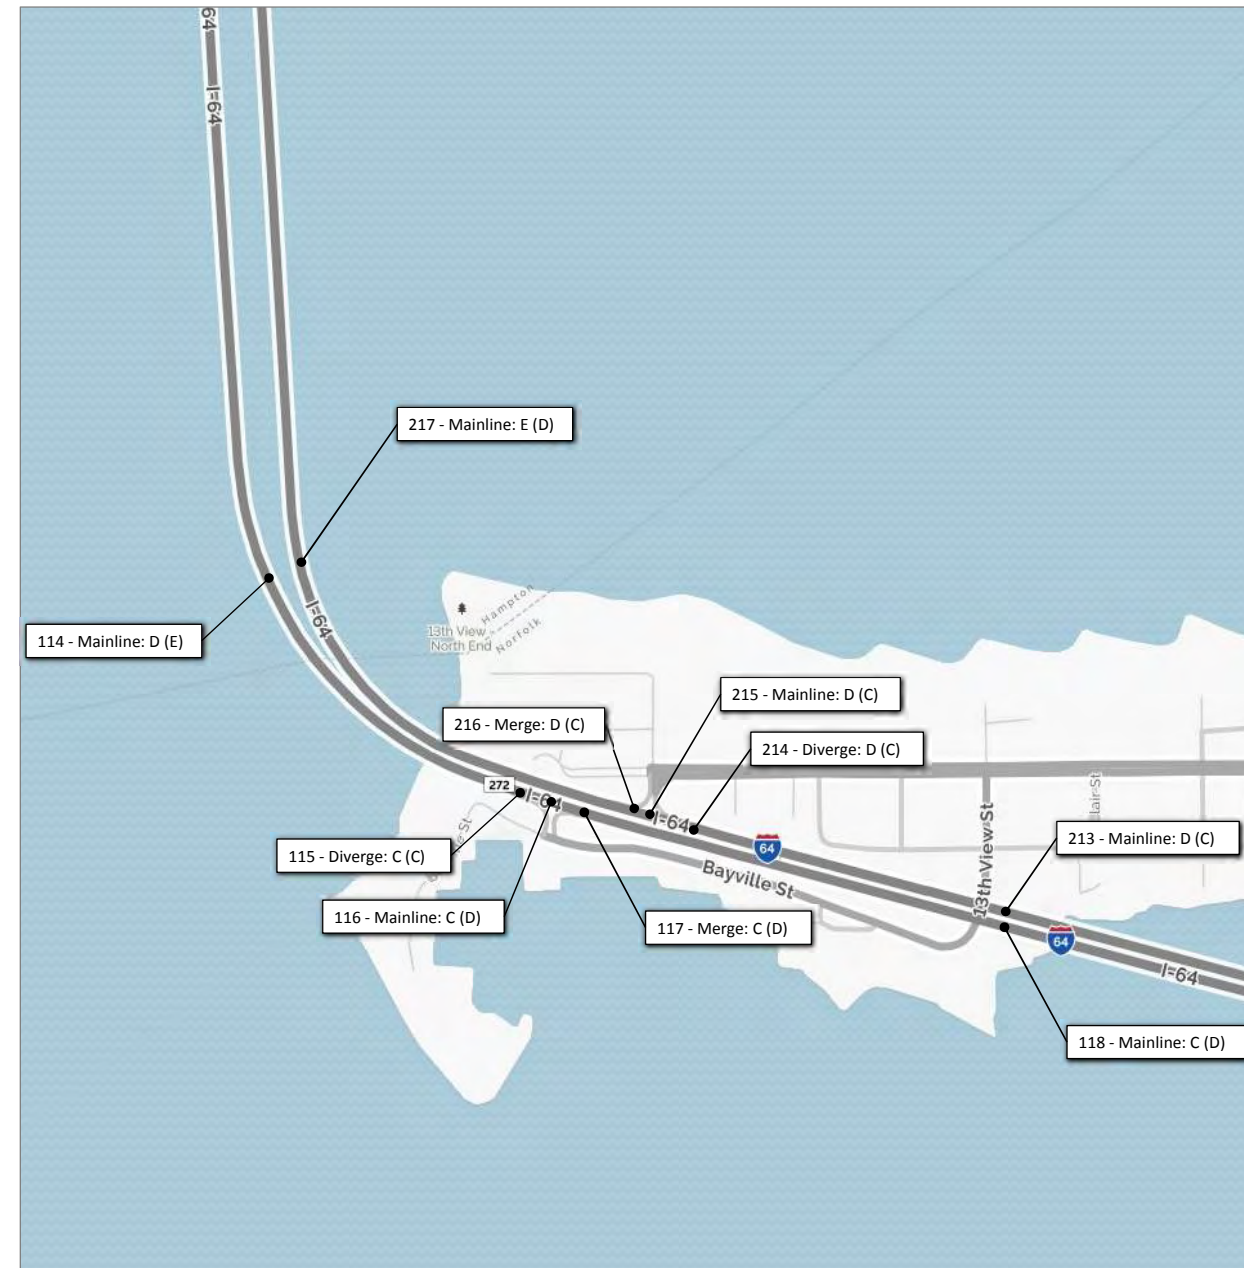 64
I-64
217 - Mainline: E (D)
I-64
114 - Mainline: D (E)
Hampton
Norfolk
13th View
North End
215 - Mainline: D (C)
216 - Merge: D (C)
214 - Diverge: D (C)
272
I-64
I-64
64
115 - Diverge: C (C)
Bayville St
13th View St
213 - Mainline: D (C)
116 - Mainline: C (D)
117 - Merge: C (D)
64
I-64
118 - Mainline: C (D)